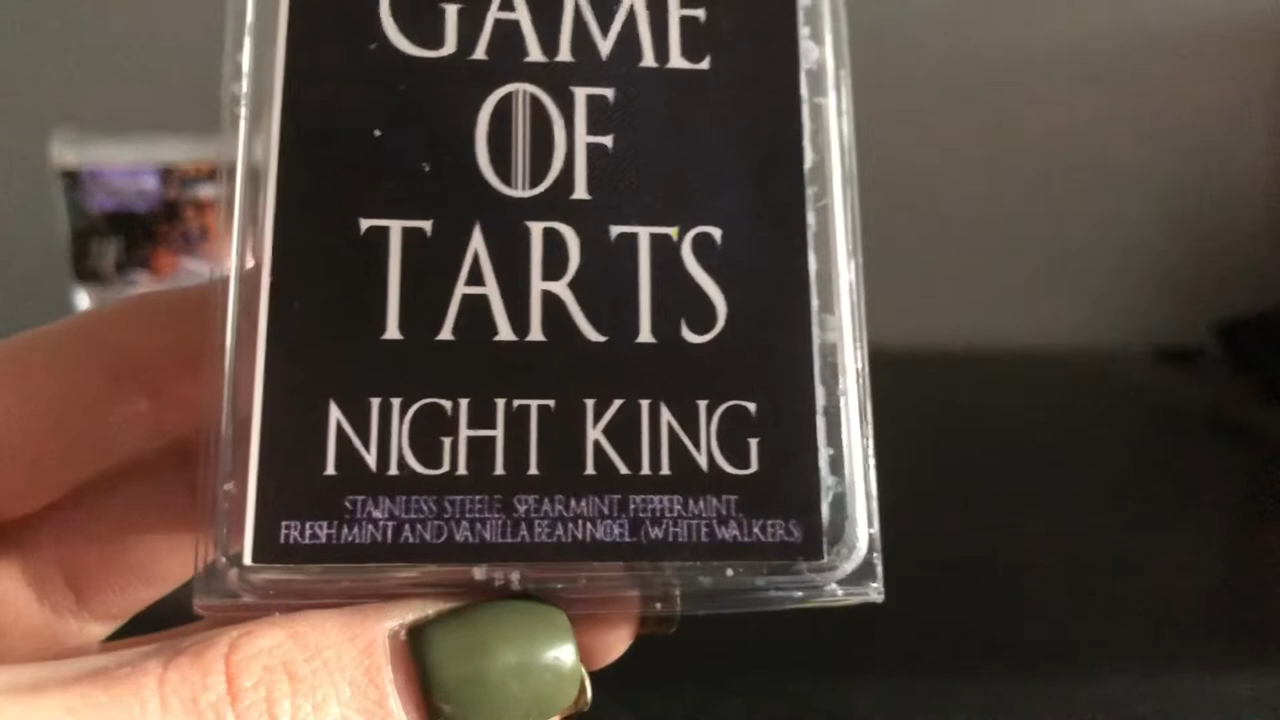 GAME
OF
TARTS
NIGHT KING
STAINLESS STEELE, SPEARMINT, PEPPERMINT,
FRESH MINT AND VANILLA BEAN NOEL. (WHITE WALKERS)